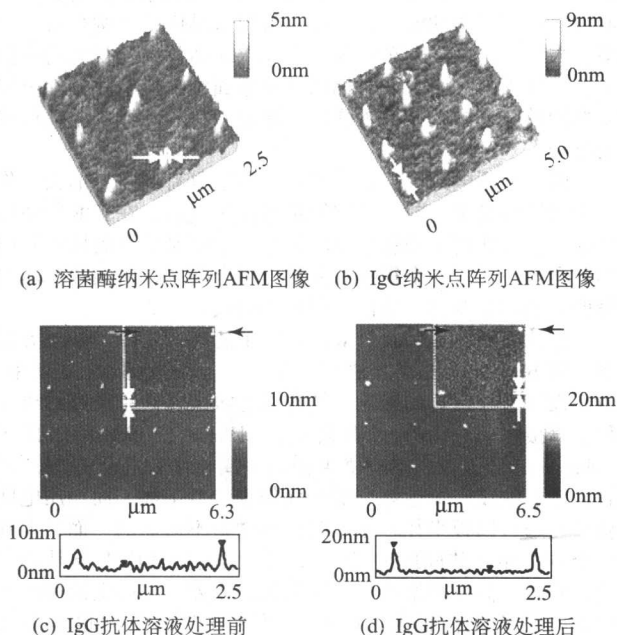 5nm
0nm
2.5
μm
0
9nm
0nm
5.0
μm
0
(a) 溶菌酶纳米点阵列AFM图像
(b) IgG纳米点阵列AFM图像
10nm
0nm
0
μm
6.3
10nm
0nm
0
μm
2.5
(c) IgG抗体溶液处理前
20nm
0nm
0
μm
6.5
20nm
0nm
0
μm
2.5
(d) IgG抗体溶液处理后